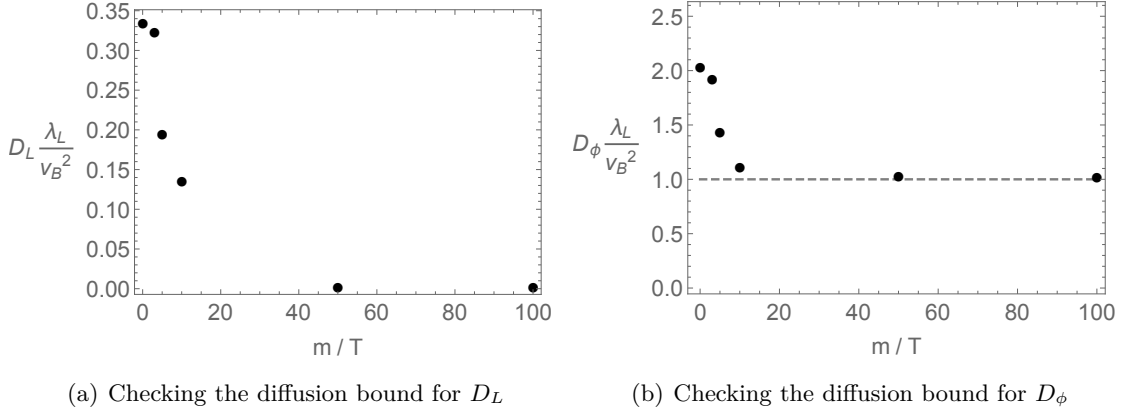 0.35
0.30
0.25
0.20
0.15
0.10
0.05
0.00
D_L λ_L / v_B^2
0 20 40 60 80 100
m / T
(a) Checking the diffusion bound for D_L
2.5
2.0
1.5
1.0
0.5
0.0
D_ϕ λ_L / v_B^2
0 20 40 60 80 100
m / T
(b) Checking the diffusion bound for D_ϕ